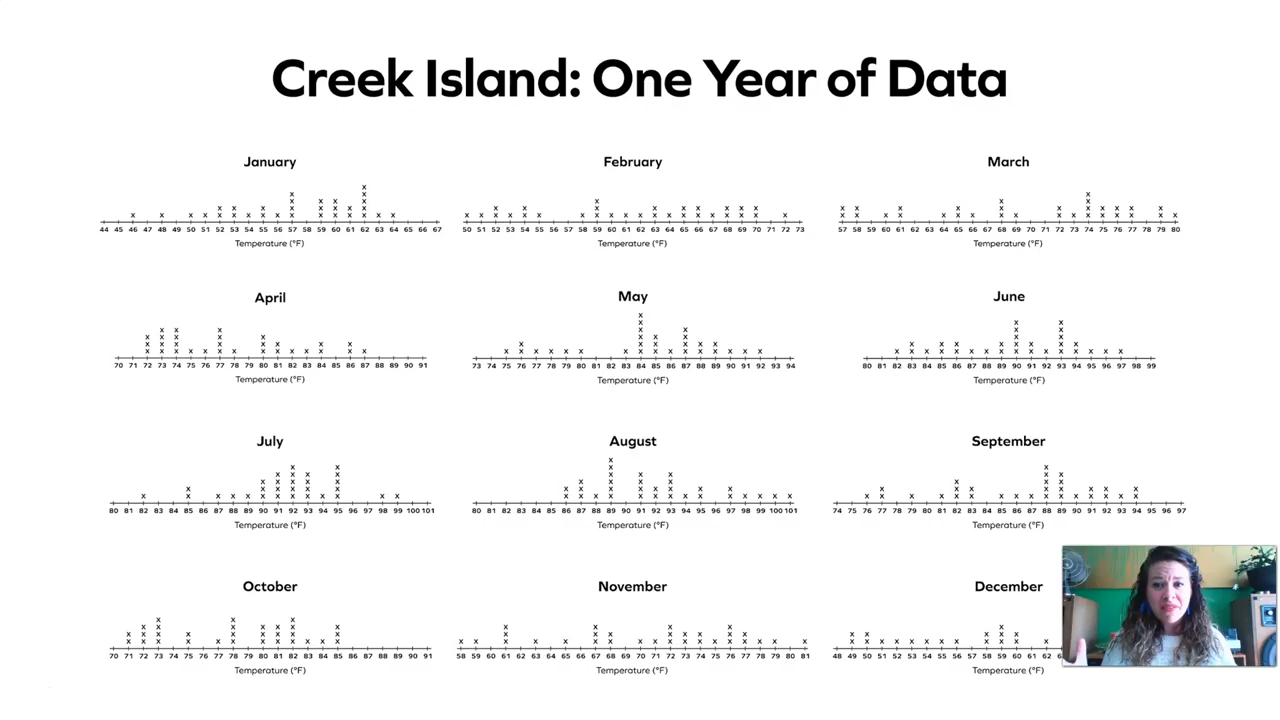 Creek Island: One Year of Data
January
44 45 46 47 48 49 50 51 52 53 54 55 56 57 58 59 60 61 62 63 64 65 66 67
Temperature (°F)
February
50 51 52 53 54 55 56 57 58 59 60 61 62 63 64 65 66 67 68 69 70 71 72 73
Temperature (°F)
March
57 58 59 60 61 62 63 64 65 66 67 68 69 70 71 72 73 74 75 76 77 78 79 80
Temperature (°F)
April
70 71 72 73 74 75 76 77 78 79 80 81 82 83 84 85 86 87 88 89 90 91
Temperature (°F)
May
73 74 75 76 77 78 79 80 81 82 83 84 85 86 87 88 89 90 91 92 93 94
Temperature (°F)
June
80 81 82 83 84 85 86 87 88 89 90 91 92 93 94 95 96 97 98 99
Temperature (°F)
July
80 81 82 83 84 85 86 87 88 89 90 91 92 93 94 95 96 97 98 99 100 101
Temperature (°F)
August
80 81 82 83 84 85 86 87 88 89 90 91 92 93 94 95 96 97 98 99 100 101
Temperature (°F)
September
74 75 76 77 78 79 80 81 82 83 84 85 86 87 88 89 90 91 92 93 94 95 96 97
Temperature (°F)
October
70 71 72 73 74 75 76 77 78 79 80 81 82 83 84 85 86 87 88 89 90 91
Temperature (°F)
November
58 59 60 61 62 63 64 65 66 67 68 69 70 71 72 73 74 75 76 77 78 79 80 81
Temperature (°F)
December
48 49 50 51 52 53 54 55 56 57 58 59 60 61 62
Temperature (°F)